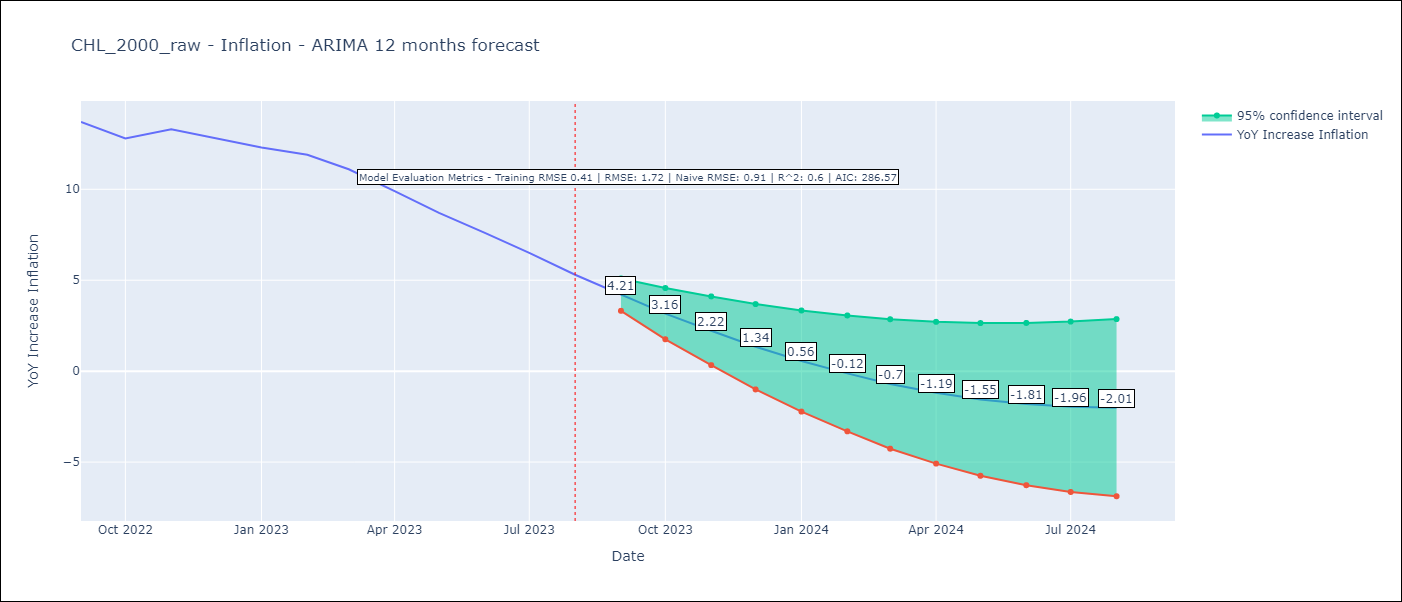 CHL_2000_raw - Inflation - ARIMA 12 months forecast
95% confidence interval
YoY Increase Inflation
Model Evaluation Metrics - Training RMSE 0.41 | RMSE: 1.72 | Naive RMSE: 0.91 | R^2: 0.6 | AIC: 286.57
YoY Increase Inflation
10
5
0
−5
4.21
3.16
2.22
1.34
0.56
-0.12
-0.7
-1.19
-1.55
-1.81
-1.96
-2.01
Oct 2022
Jan 2023
Apr 2023
Jul 2023
Oct 2023
Jan 2024
Apr 2024
Jul 2024
Date